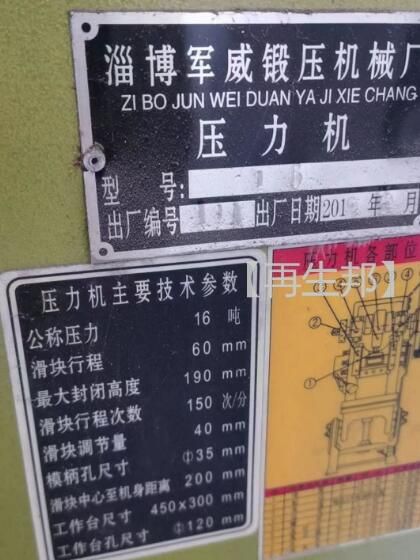 淄博军威锻压机械厂
ZI BO JUN WEI DUAN YA JI XIE CHANG
压力机
型 号:
出厂编号 出厂日期201 年 月
压力机主要技术参数
公称压力 16 吨
滑块行程 60 mm
最大封闭高度 190 mm
滑块行程次数 150 次/分
滑块调节量 40 mm
模柄孔尺寸 Φ35 mm
滑块中心至机身距离 200 mm
工作台尺寸 450x300 mm
工作台孔尺寸 Φ120 mm
力机各部位
【再生邦】